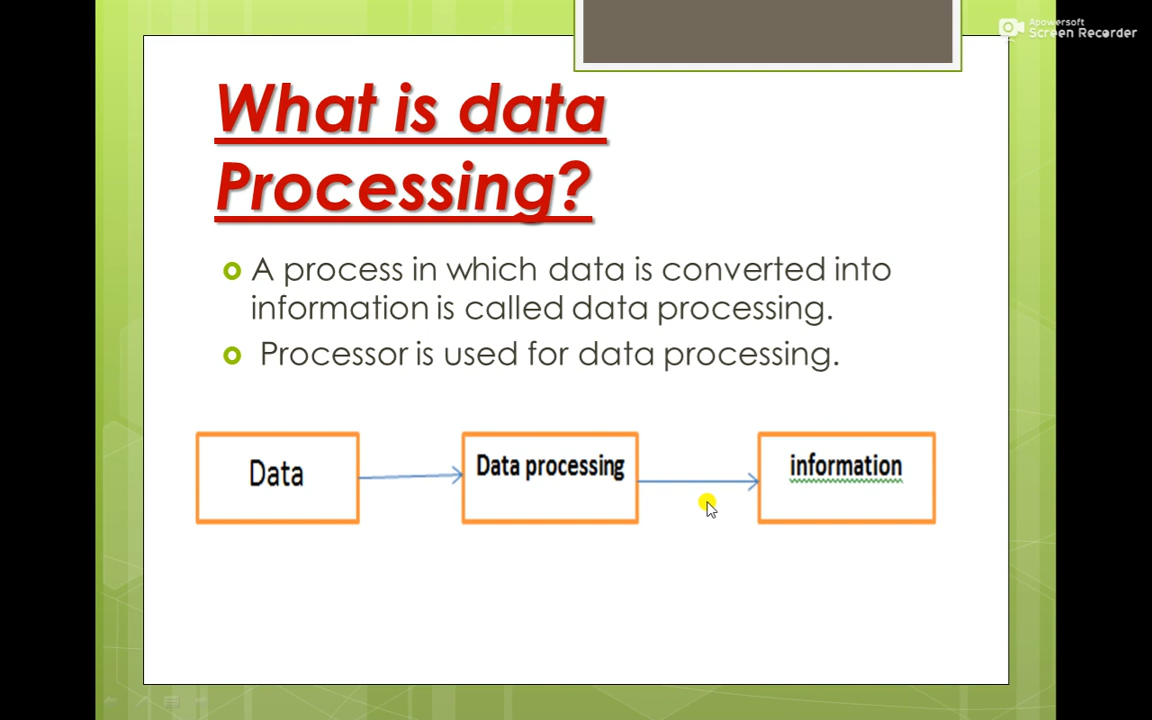 Apowersoft
Screen Recorder
What is data
Processing?
A process in which data is converted into
information is called data processing.
Processor is used for data processing.
Data
Data processing
information